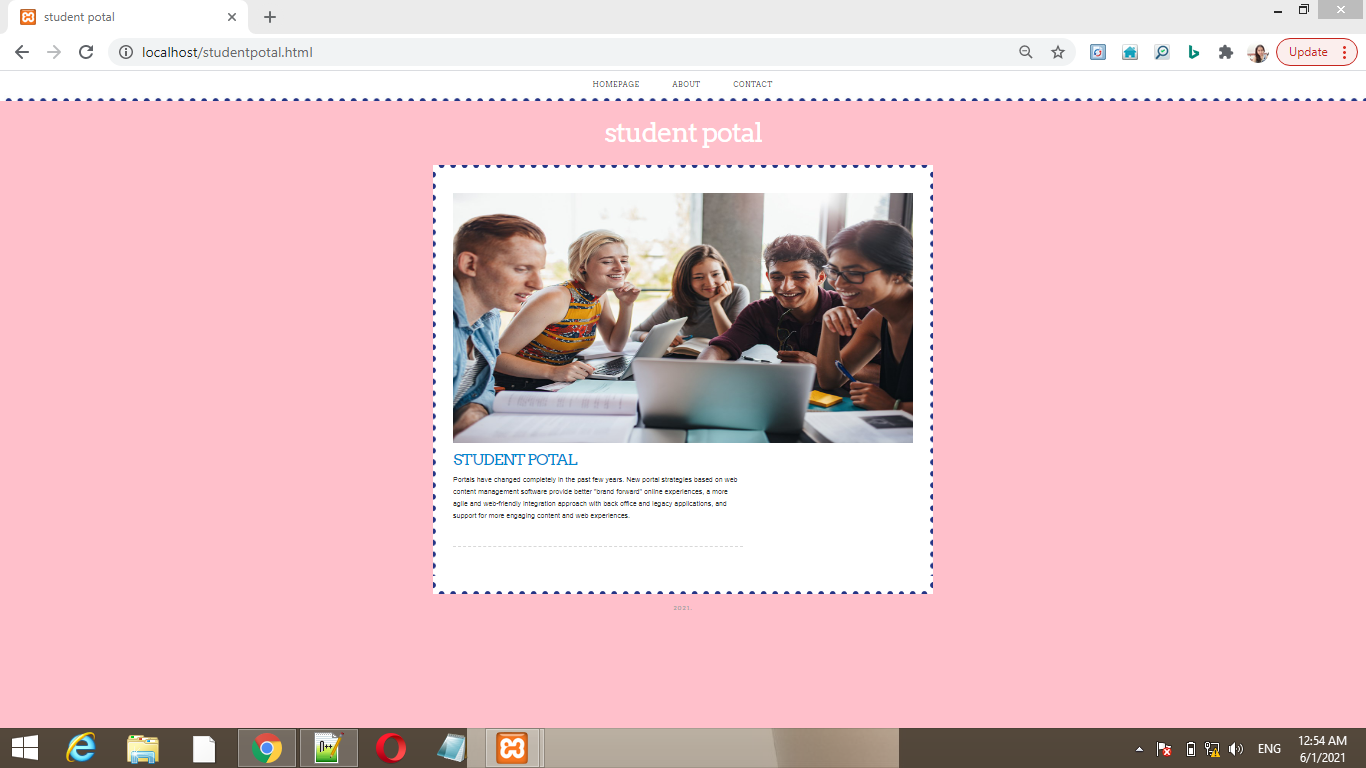 student potal
localhost/studentpotal.html
Update
HOMEPAGE ABOUT CONTACT
student potal
STUDENT POTAL
Portals have changed completely in the past few years. New portal strategies based on web
content management software provide better "brand forward" online experiences, a more
agile and web-friendly integration approach with back office and legacy applications, and
support for more engaging content and web experiences.
2021.
ENG
12:54 AM
6/1/2021